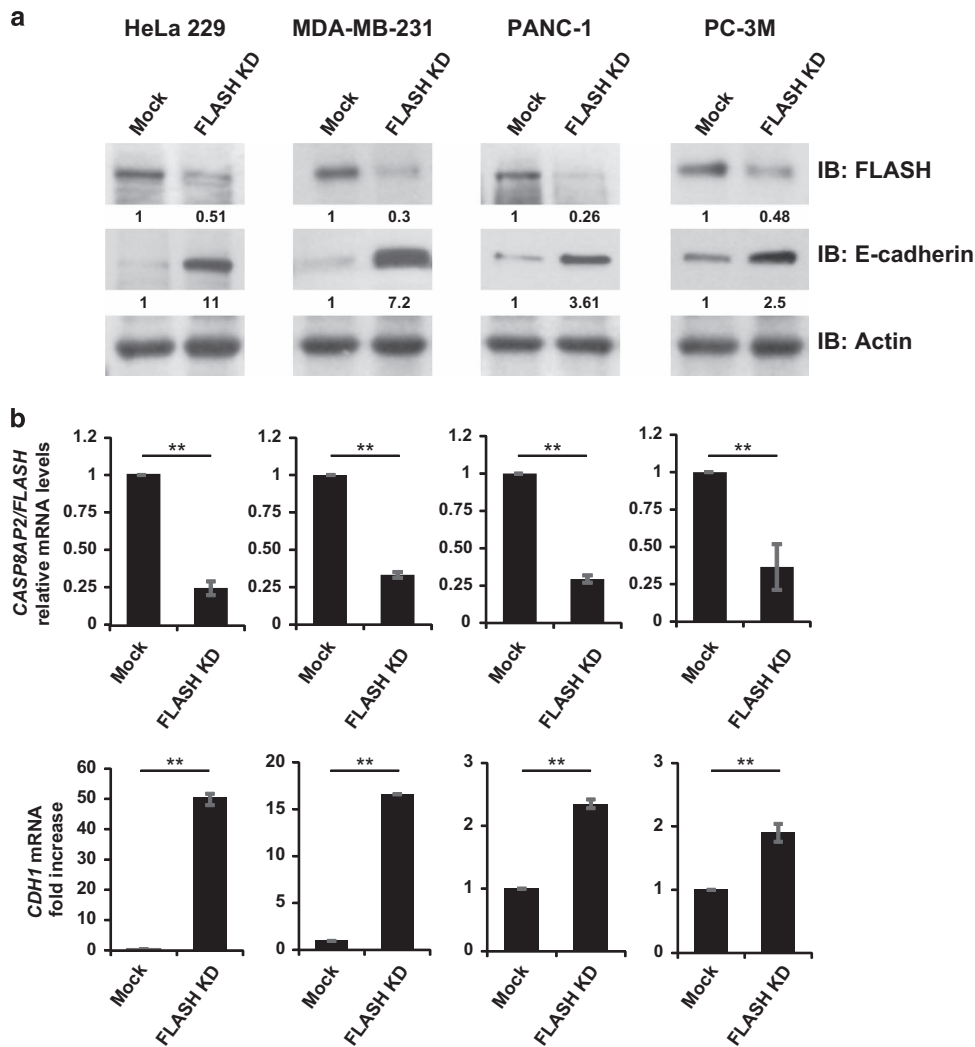 a
HeLa 229 MDA-MB-231 PANC-1 PC-3M
Mock FLASH KD Mock FLASH KD Mock FLASH KD Mock FLASH KD
IB: FLASH
1 0.51 1 0.3 1 0.26 1 0.48
IB: E-cadherin
1 11 1 7.2 1 3.61 1 2.5
IB: Actin
b
CASP8AP2/FLASH
relative mRNA levels
1.2
1
0.75
0.50
0.25
0
**
Mock FLASH KD
1.2
1
0.75
0.50
0.25
0
**
Mock FLASH KD
1.25
1
0.75
0.50
0.25
0
**
Mock FLASH KD
1.2
1
0.75
0.50
0.25
0
**
Mock FLASH KD
CDH1 mRNA
fold increase
60
50
40
30
20
10
0
**
Mock FLASH KD
20
15
10
5
0
**
Mock FLASH KD
3
2
1
0
**
Mock FLASH KD
3
2
1
0
**
Mock FLASH KD